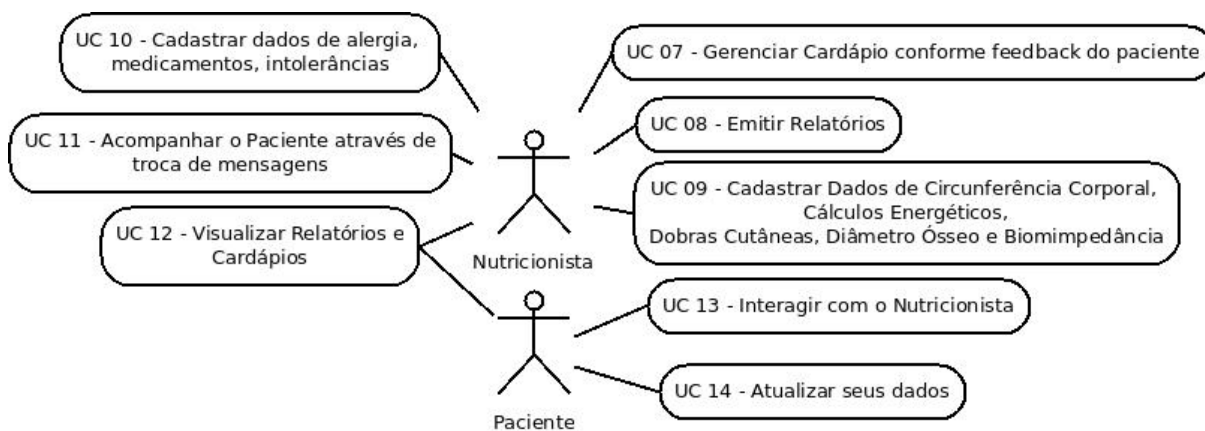 UC 10 - Cadastrar dados de alergia,
medicamentos, intolerâncias
UC 07 - Gerenciar Cardápio conforme feedback do paciente
UC 08 - Emitir Relatórios
UC 11 - Acompanhar o Paciente através de
troca de mensagens
UC 09 - Cadastrar Dados de Circunferência Corporal,
Cálculos Energéticos,
Dobras Cutâneas, Diâmetro Ósseo e Biomimpedância
UC 12 - Visualizar Relatórios e
Cardápios
Nutricionista
UC 13 - Interagir com o Nutricionista
UC 14 - Atualizar seus dados
Paciente